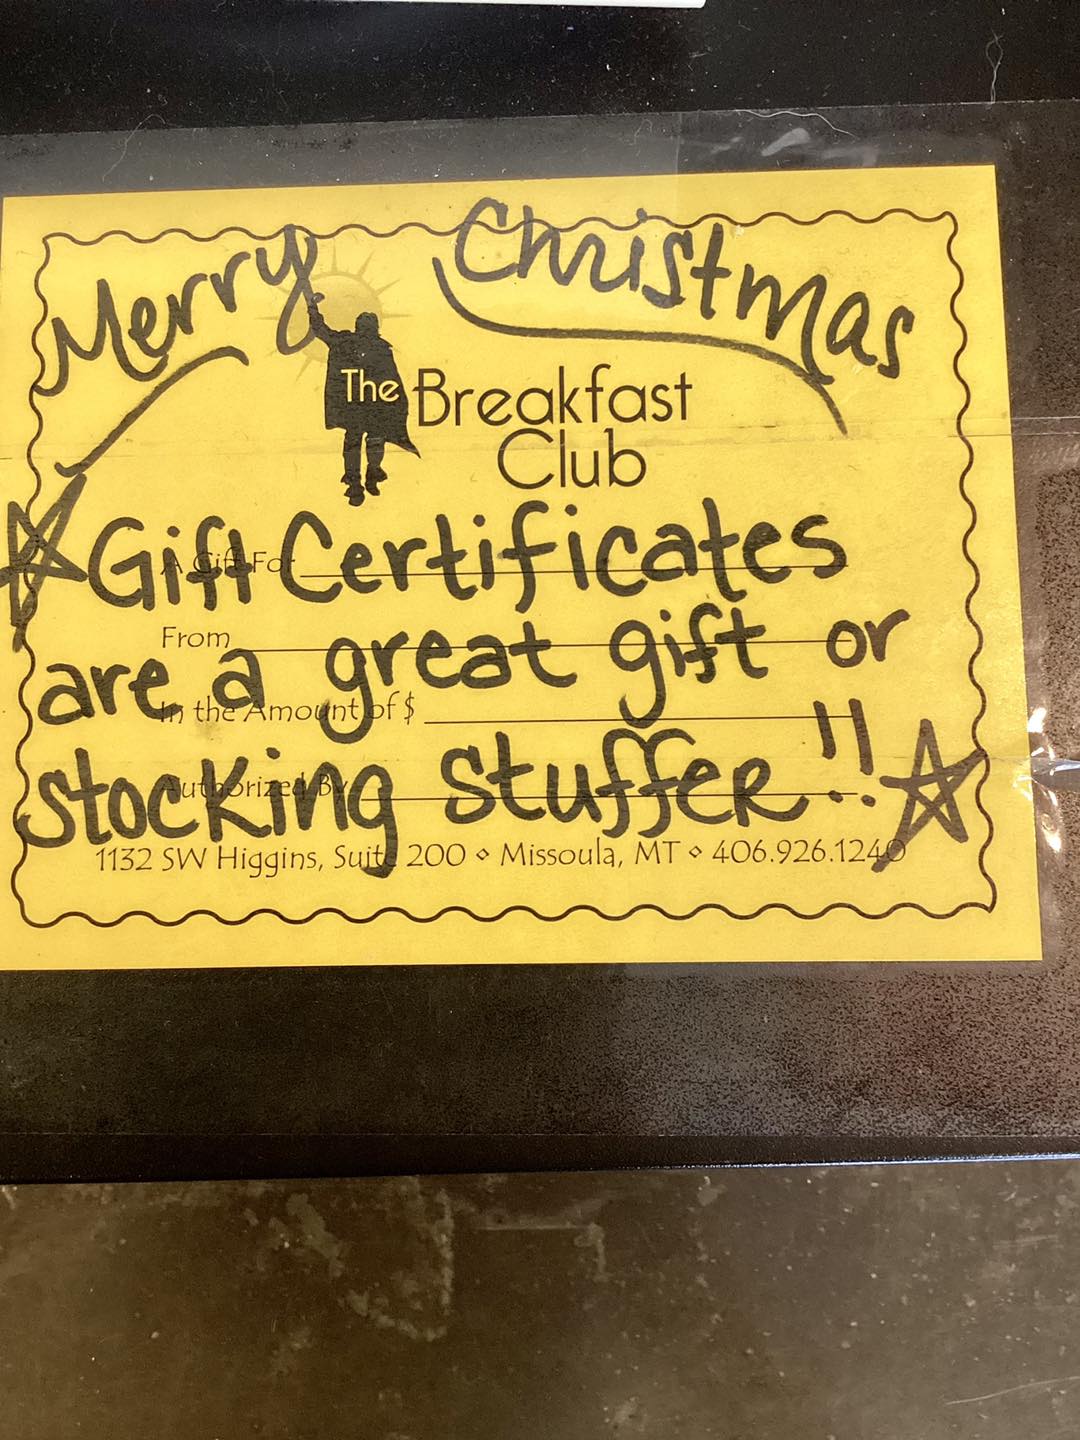 Merry Christmas
The Breakfast
Club
Gift Certificates
A Gift For
are a great gift or
From
In the Amount of $
stocking stuffer!!
Authorized By
1132 SW Higgins, Suite 200 ⋄ Missoula, MT ⋄ 406.926.1240